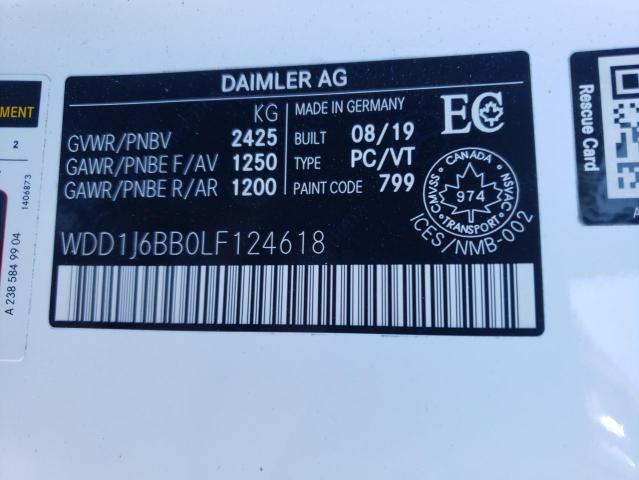 DAIMLER AG
KG
GVWR/PNBV 2425
GAWR/PNBE F/AV 1250
GAWR/PNBE R/AR 1200
MADE IN GERMANY
BUILT 08/19
TYPE PC/VT
PAINT CODE 799
EC
CANADA
CMVSS 974 NSVAC
TRANSPORT
ICES/NMB-002
WDD1J6BB0LF124618
2
1406873
A 238 584 99 04
Rescue Card